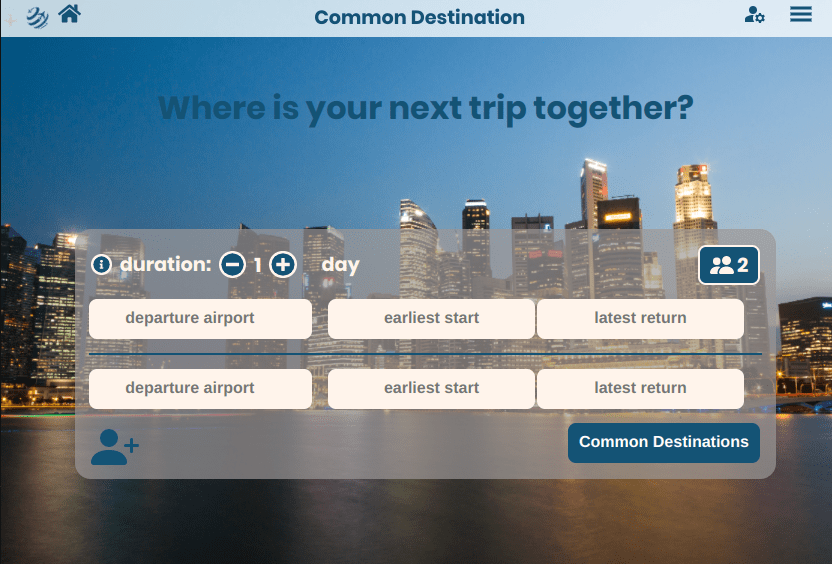 Common Destination
Where is your next trip together?
i duration: 1 day 2
departure airport earliest start latest return
departure airport earliest start latest return
Common Destinations